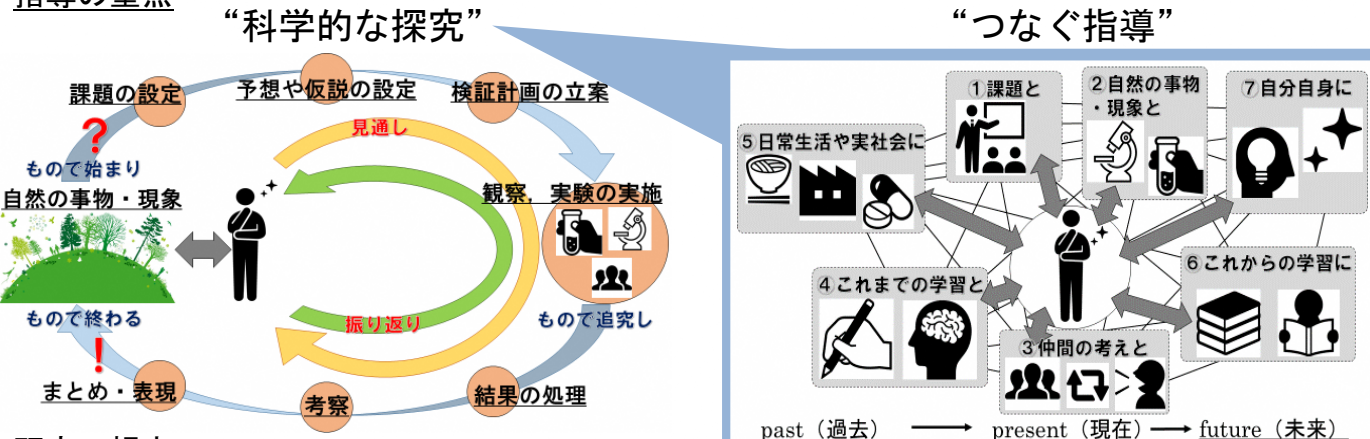 指導の重点
“科学的な探究”
“つなぐ指導”
課題の設定
予想や仮説の設定
検証計画の立案
?
もので始まり
見通し
自然の事物・現象
観察，実験の実施
もので終わる
振り返り
もので追究し
!
まとめ・表現
考察
結果の処理
①課題と
②自然の事物
・現象と
⑦自分自身に
⑤日常生活や実社会に
④これまでの学習と
⑥これからの学習に
③仲間の考えと
past（過去）
present（現在）
future（未来）